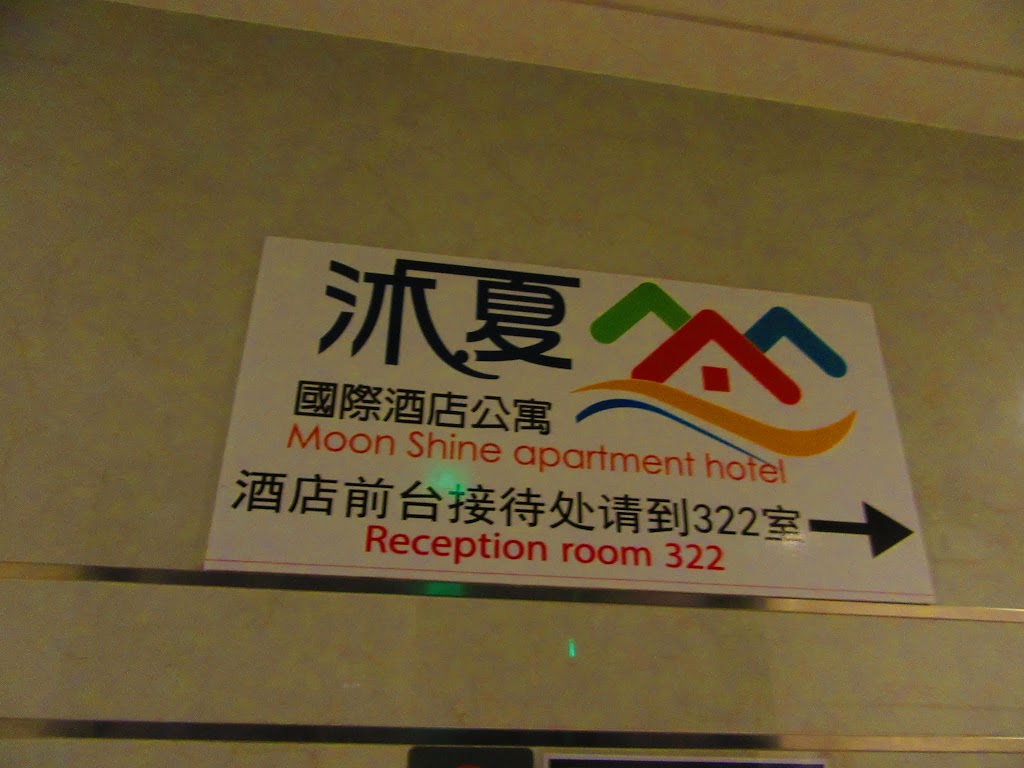 沐夏
國際酒店公寓
Moon Shine apartment hotel
酒店前台接待处请到322室
Reception room 322